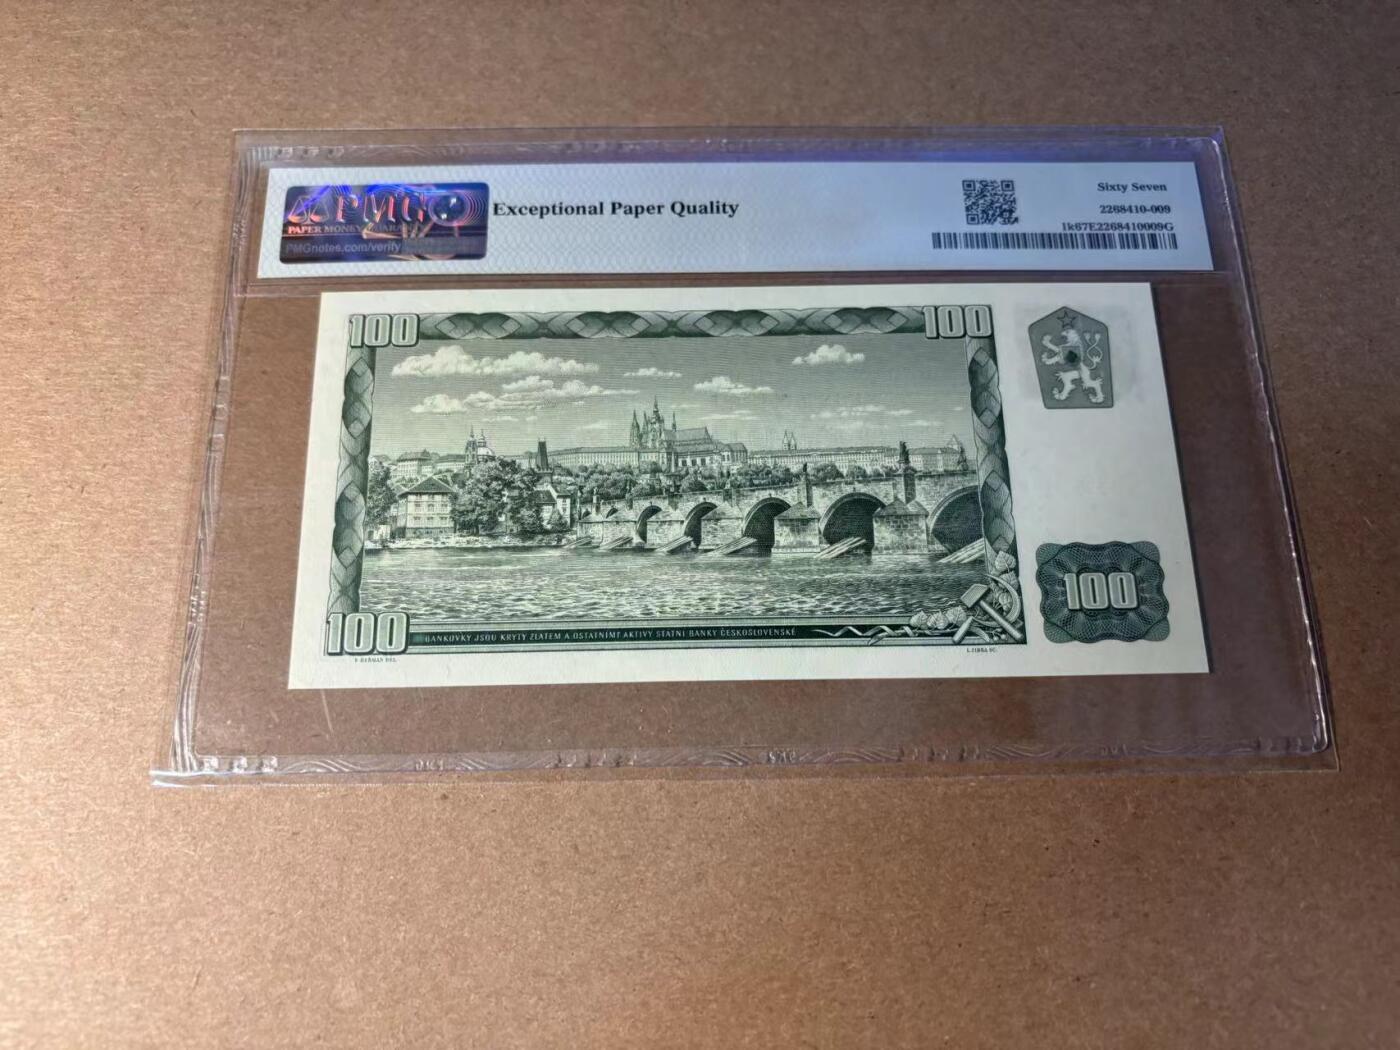 PMG
PAPER MONEY GUARA
PMGnotes.com/verify
Exceptional Paper Quality
Sixty Seven
2268410-009
1k67E2268410009G
100
100
100
100
BANKOVKY JSOU KRYTY ZLATEM A OSTATNÍMI AKTIVY STÁTNÍ BANKY ČESKOSLOVENSKÉ